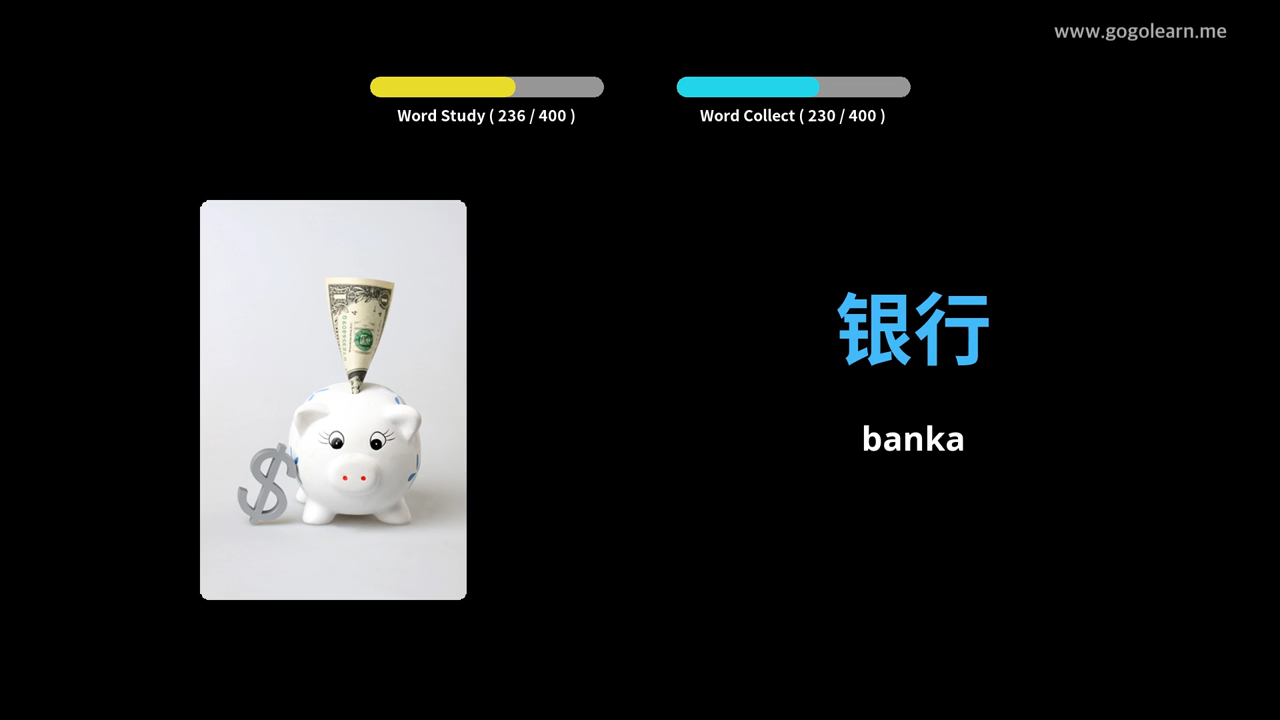 www.gogolearn.me
Word Study ( 236 / 400 )
Word Collect ( 230 / 400 )
银行
banka
$